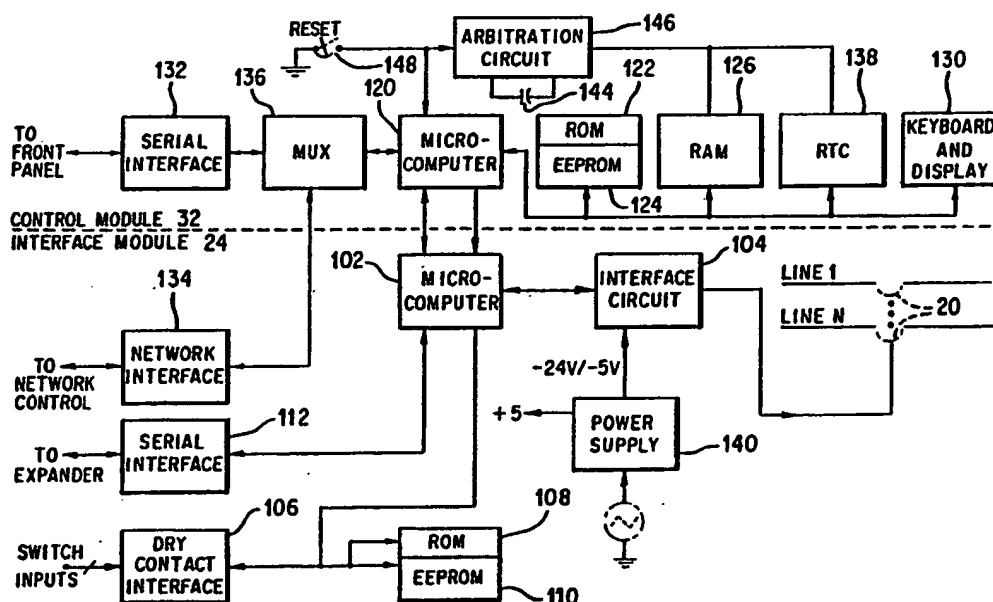 RESET
148
ARBITRATION
CIRCUIT
146
144
132
136
120
122
126
138
130
TO
FRONT
PANEL
SERIAL
INTERFACE
MUX
MICRO-
COMPUTER
ROM
EEPROM
124
RAM
RTC
KEYBOARD
AND
DISPLAY
CONTROL MODULE 32
INTERFACE MODULE 24
102
MICRO-
COMPUTER
104
INTERFACE
CIRCUIT
LINE 1
LINE N
20
134
TO
NETWORK
CONTROL
NETWORK
INTERFACE
-24V/-5V
+5
POWER
SUPPLY
140
112
TO
EXPANDER
SERIAL
INTERFACE
106
SWITCH
INPUTS
DRY
CONTACT
INTERFACE
108
ROM
EEPROM
110